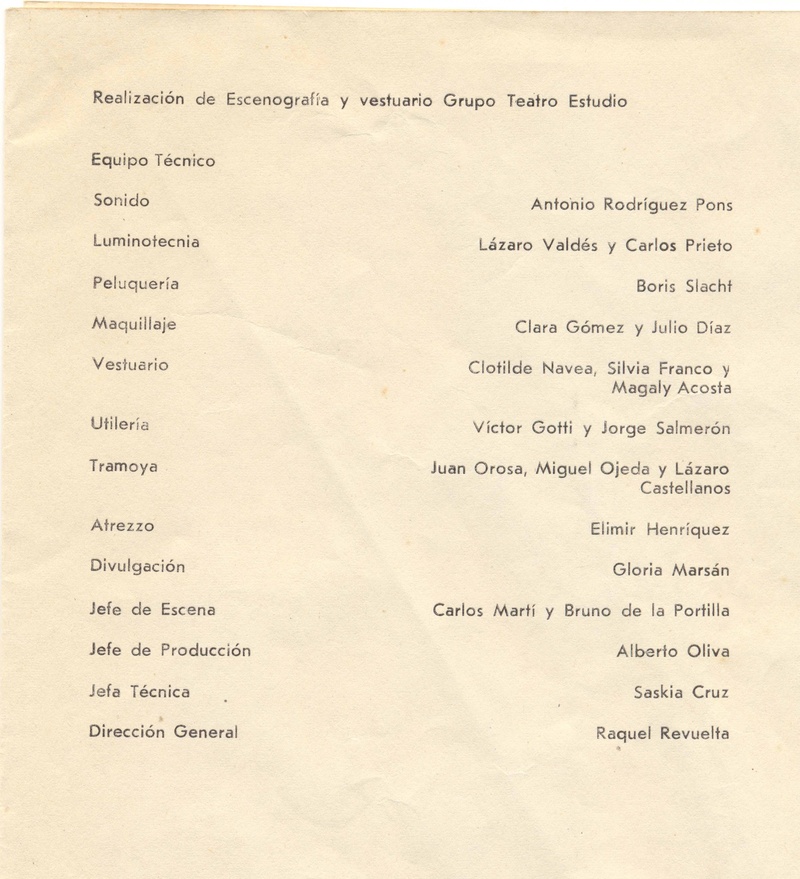 Realización de Escenografía y vestuario Grupo Teatro Estudio
Equipo Técnico
Sonido Antonio Rodríguez Pons
Luminotecnia Lázaro Valdés y Carlos Prieto
Peluquería Boris Slacht
Maquillaje Clara Gómez y Julio Díaz
Vestuario Clotilde Navea, Silvia Franco y
Magaly Acosta
Utilería Víctor Gotti y Jorge Salmerón
Tramoya Juan Orosa, Miguel Ojeda y Lázaro
Castellanos
Atrezzo Elimir Henríquez
Divulgación Gloria Marsán
Jefe de Escena Carlos Martí y Bruno de la Portilla
Jefe de Producción Alberto Oliva
Jefa Técnica Saskia Cruz
Dirección General Raquel Revuelta